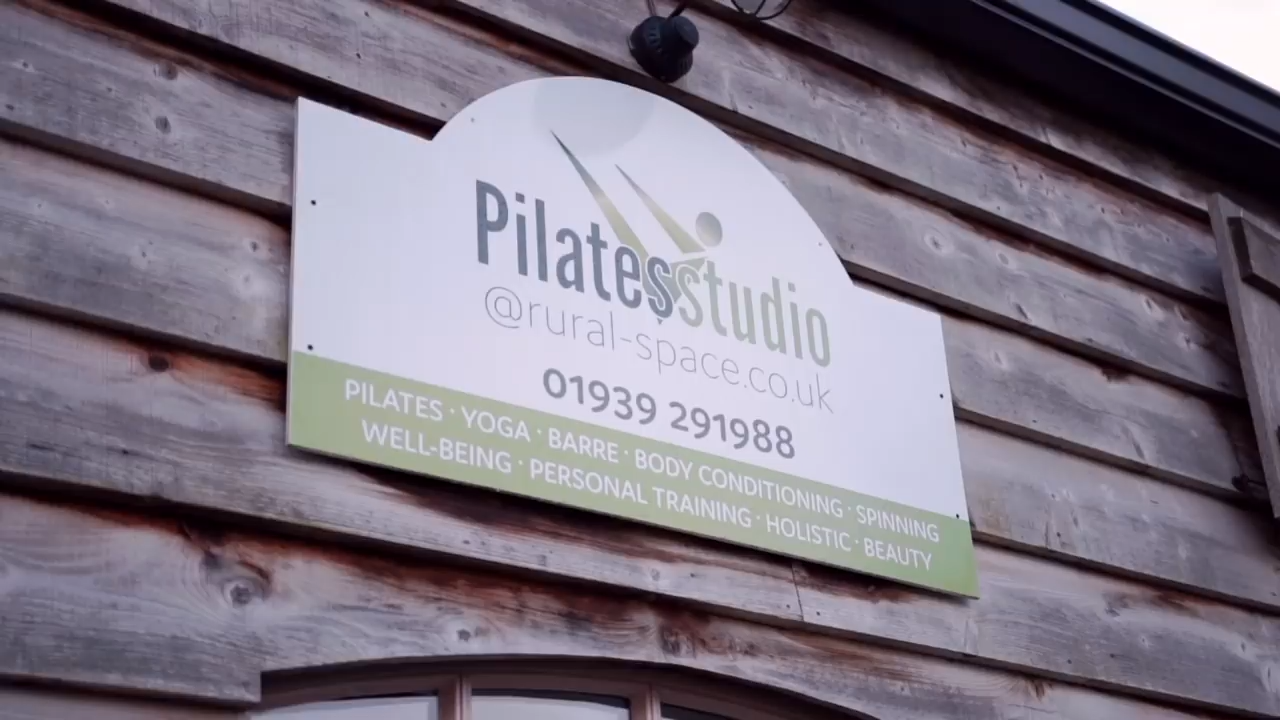 Pilatesstudio
@rural-space.co.uk
01939 291988
PILATES · YOGA · BARRE · BODY CONDITIONING · SPINNING
WELL-BEING · PERSONAL TRAINING · HOLISTIC · BEAUTY